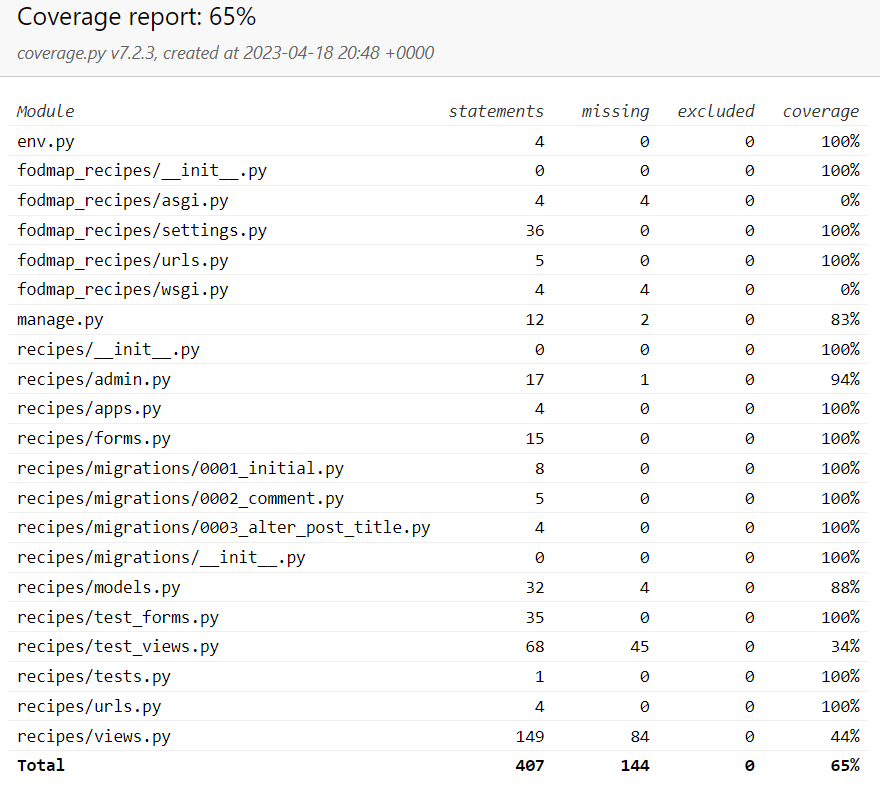 Coverage report: 65%
coverage.py v7.2.3, created at 2023-04-18 20:48 +0000
Module statements missing excluded coverage
env.py 4 0 0 100%
fodmap_recipes/__init__.py 0 0 0 100%
fodmap_recipes/asgi.py 4 4 0 0%
fodmap_recipes/settings.py 36 0 0 100%
fodmap_recipes/urls.py 5 0 0 100%
fodmap_recipes/wsgi.py 4 4 0 0%
manage.py 12 2 0 83%
recipes/__init__.py 0 0 0 100%
recipes/admin.py 17 1 0 94%
recipes/apps.py 4 0 0 100%
recipes/forms.py 15 0 0 100%
recipes/migrations/0001_initial.py 8 0 0 100%
recipes/migrations/0002_comment.py 5 0 0 100%
recipes/migrations/0003_alter_post_title.py 4 0 0 100%
recipes/migrations/__init__.py 0 0 0 100%
recipes/models.py 32 4 0 88%
recipes/test_forms.py 35 0 0 100%
recipes/test_views.py 68 45 0 34%
recipes/tests.py 1 0 0 100%
recipes/urls.py 4 0 0 100%
recipes/views.py 149 84 0 44%
Total 407 144 0 65%